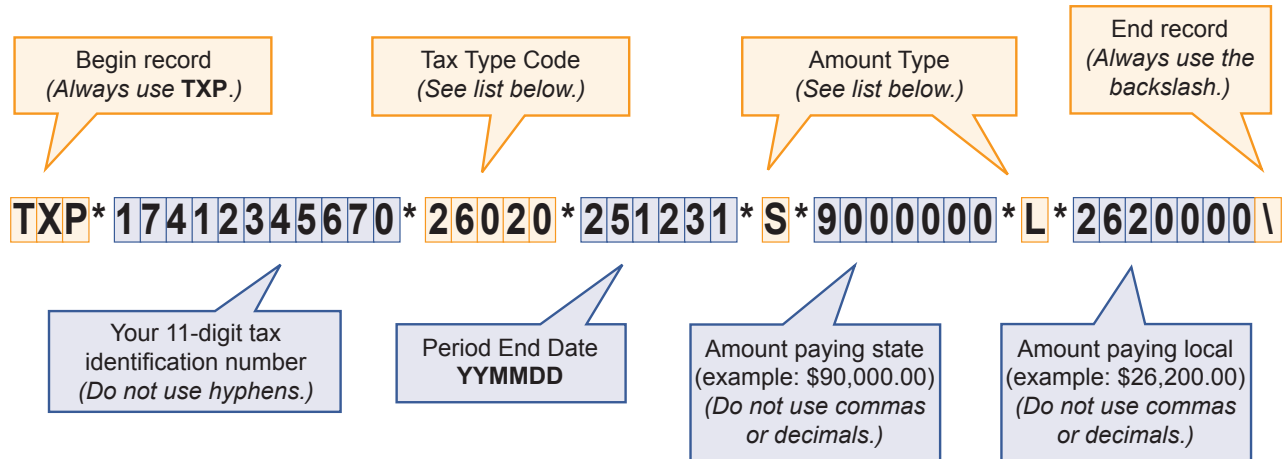 Begin record
(Always use TXP.)
Tax Type Code
(See list below.)
Amount Type
(See list below.)
End record
(Always use the
backslash.)
TXP*17412345670*26020*251231*S*9000000*L*2620000\
Your 11-digit tax
identification number
(Do not use hyphens.)
Period End Date
YYMMDD
Amount paying state
(example: $90,000.00)
(Do not use commas
or decimals.)
Amount paying local
(example: $26,200.00)
(Do not use commas
or decimals.)